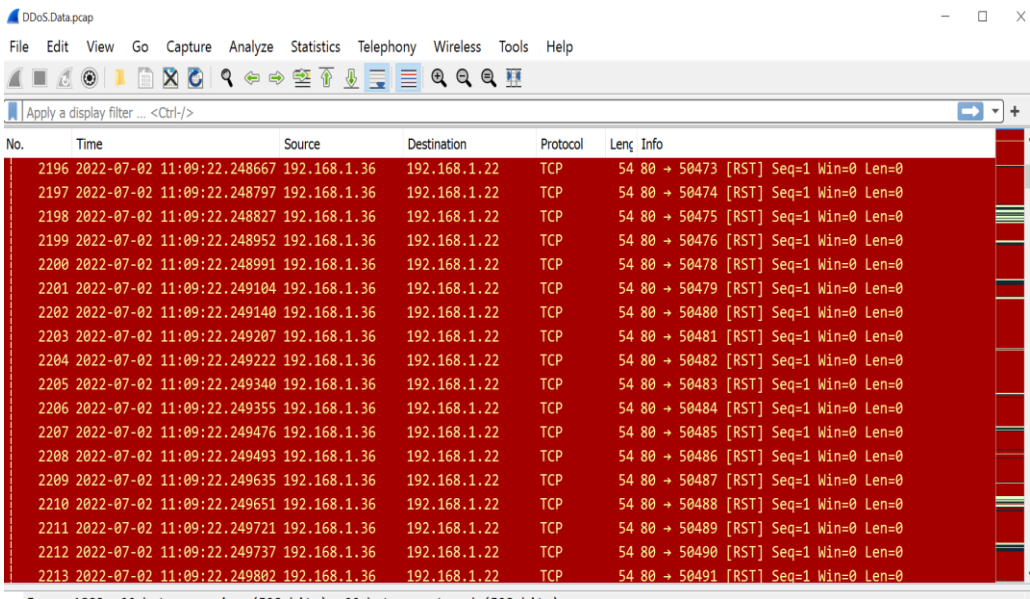 DDoS.Data.pcap
File Edit View Go Capture Analyze Statistics Telephony Wireless Tools Help
Apply a display filter ... <Ctrl-/>
No. Time Source Destination Protocol Leng Info
2196 2022-07-02 11:09:22.248667 192.168.1.36 192.168.1.22 TCP 54 80 → 50473 [RST] Seq=1 Win=0 Len=0
2197 2022-07-02 11:09:22.248797 192.168.1.36 192.168.1.22 TCP 54 80 → 50474 [RST] Seq=1 Win=0 Len=0
2198 2022-07-02 11:09:22.248827 192.168.1.36 192.168.1.22 TCP 54 80 → 50475 [RST] Seq=1 Win=0 Len=0
2199 2022-07-02 11:09:22.248952 192.168.1.36 192.168.1.22 TCP 54 80 → 50476 [RST] Seq=1 Win=0 Len=0
2200 2022-07-02 11:09:22.248991 192.168.1.36 192.168.1.22 TCP 54 80 → 50478 [RST] Seq=1 Win=0 Len=0
2201 2022-07-02 11:09:22.249104 192.168.1.36 192.168.1.22 TCP 54 80 → 50479 [RST] Seq=1 Win=0 Len=0
2202 2022-07-02 11:09:22.249140 192.168.1.36 192.168.1.22 TCP 54 80 → 50480 [RST] Seq=1 Win=0 Len=0
2203 2022-07-02 11:09:22.249207 192.168.1.36 192.168.1.22 TCP 54 80 → 50481 [RST] Seq=1 Win=0 Len=0
2204 2022-07-02 11:09:22.249222 192.168.1.36 192.168.1.22 TCP 54 80 → 50482 [RST] Seq=1 Win=0 Len=0
2205 2022-07-02 11:09:22.249340 192.168.1.36 192.168.1.22 TCP 54 80 → 50483 [RST] Seq=1 Win=0 Len=0
2206 2022-07-02 11:09:22.249355 192.168.1.36 192.168.1.22 TCP 54 80 → 50484 [RST] Seq=1 Win=0 Len=0
2207 2022-07-02 11:09:22.249476 192.168.1.36 192.168.1.22 TCP 54 80 → 50485 [RST] Seq=1 Win=0 Len=0
2208 2022-07-02 11:09:22.249493 192.168.1.36 192.168.1.22 TCP 54 80 → 50486 [RST] Seq=1 Win=0 Len=0
2209 2022-07-02 11:09:22.249635 192.168.1.36 192.168.1.22 TCP 54 80 → 50487 [RST] Seq=1 Win=0 Len=0
2210 2022-07-02 11:09:22.249651 192.168.1.36 192.168.1.22 TCP 54 80 → 50488 [RST] Seq=1 Win=0 Len=0
2211 2022-07-02 11:09:22.249721 192.168.1.36 192.168.1.22 TCP 54 80 → 50489 [RST] Seq=1 Win=0 Len=0
2212 2022-07-02 11:09:22.249737 192.168.1.36 192.168.1.22 TCP 54 80 → 50490 [RST] Seq=1 Win=0 Len=0
2213 2022-07-02 11:09:22.249802 192.168.1.36 192.168.1.22 TCP 54 80 → 50491 [RST] Seq=1 Win=0 Len=0